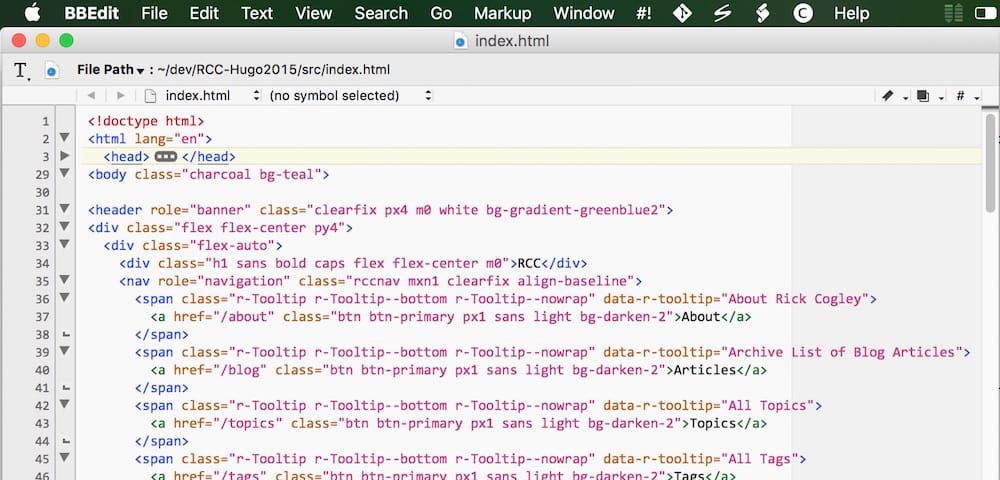 BBEdit File Edit Text View Search Go Markup Window #! Help
index.html
File Path : ~/dev/RCC-Hugo2015/src/index.html
index.html (no symbol selected) #
1 <!doctype html>
2 <html lang="en">
3 <head> ••• </head>
29 <body class="charcoal bg-teal">
30
31 <header role="banner" class="clearfix px4 m0 white bg-gradient-greenblue2">
32 <div class="flex flex-center py4">
33 <div class="flex-auto">
34 <div class="h1 sans bold caps flex flex-center m0">RCC</div>
35 <nav role="navigation" class="rccnav mxn1 clearfix align-baseline">
36 <span class="r-Tooltip r-Tooltip--bottom r-Tooltip--nowrap" data-r-tooltip="About Rick Cogley">
37 <a href="/about" class="btn btn-primary px1 sans light bg-darken-2">About</a>
38 </span>
39 <span class="r-Tooltip r-Tooltip--bottom r-Tooltip--nowrap" data-r-tooltip="Archive List of Blog Articles">
40 <a href="/blog" class="btn btn-primary px1 sans light bg-darken-2">Articles</a>
41 </span>
42 <span class="r-Tooltip r-Tooltip--bottom r-Tooltip--nowrap" data-r-tooltip="All Topics">
43 <a href="/topics" class="btn btn-primary px1 sans light bg-darken-2">Topics</a>
44 </span>
45 <span class="r-Tooltip r-Tooltip--bottom r-Tooltip--nowrap" data-r-tooltip="All Tags">
46 <a href="/tags" class="btn btn-primary px1 sans light bg-darken-2">Tags</a>